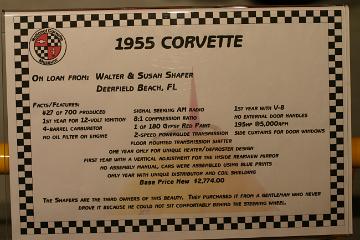 1955 CORVETTE
ON LOAN FROM: WALTER & SUSAN SHAFER
DEERFIELD BEACH, FL
FACTS/FEATURES:
#27 OF 700 PRODUCED
1ST YEAR FOR 12-VOLT IGNITION
4-BARREL CARBURETOR
NO OIL FILTER ON ENGINE
SIGNAL SEEKING AM RADIO
8:1 COMPRESSION RATIO
1 OF 180 GYPSY RED PAINT
2-SPEED POWERGLIDE TRANSMISSION
1ST YEAR WITH V-8
NO EXTERNAL DOOR HANDLES
195HP @5,000RPM
SIDE CURTAINS FOR DOOR WINDOWS
FLOOR MOUNTED TRANSMISSION SHIFTER
ONE YEAR ONLY FOR UNIQUE HEATER/DEFROSTER DESIGN
FIRST YEAR WITH A VERTICAL ADJUSTMENT FOR THE INSIDE REARVIEW MIRROR
NO ASSEMBLY MANUAL, CARS WERE ASSEMBLED USING BLUE PRINTS
ONLY YEAR WITH UNIQUE DISTRIBUTOR AND COIL SHIELDING
BASE PRICE NEW $2,774.00
THE SHAFERS ARE THE THIRD OWNERS OF THIS BEAUTY. THEY PURCHASED IT FROM A GENTLEMAN WHO NEVER
DROVE IT BECAUSE HE COULD NOT SIT COMFORTABLY BEHIND THE STEERING WHEEL.